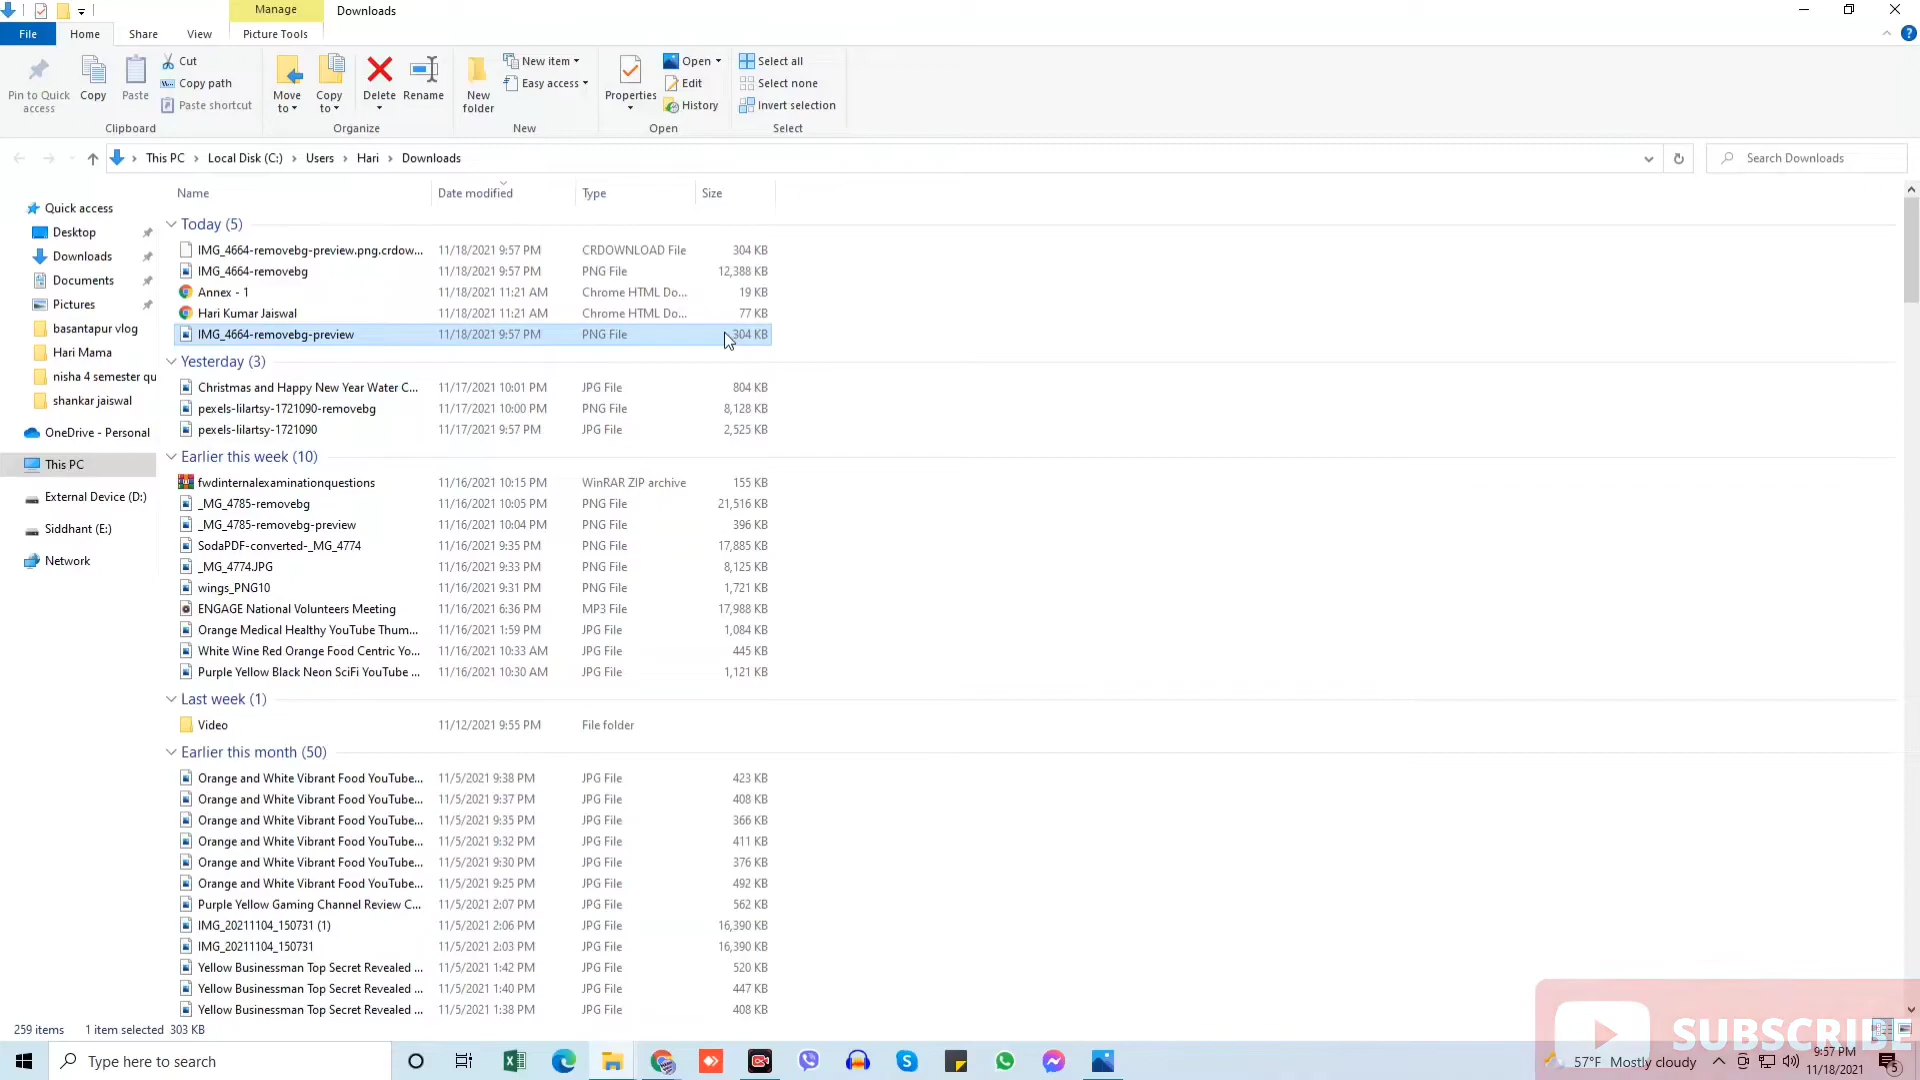 Manage
Downloads
File
Home
Share
View
Picture Tools
Pin to Quick access
Copy
Paste
Cut
Copy path
Paste shortcut
Clipboard
Move to
Copy to
Delete
Rename
Organize
New folder
New item
Easy access
New
Properties
Open
Edit
History
Open
Select all
Select none
Invert selection
Select
This PC > Local Disk (C:) > Users > Hari > Downloads
Search Downloads
Quick access
Desktop
Downloads
Documents
Pictures
basantapur vlog
Hari Mama
nisha 4 semester qu
shankar jaiswal
OneDrive - Personal
This PC
External Device (D:)
Siddhant (E:)
Network
Name Date modified Type Size
Today (5)
IMG_4664-removebg-preview.png.crdow... 11/18/2021 9:57 PM CRDOWNLOAD File 304 KB
IMG_4664-removebg 11/18/2021 9:57 PM PNG File 12,388 KB
Annex - 1 11/18/2021 11:21 AM Chrome HTML Do... 19 KB
Hari Kumar Jaiswal 11/18/2021 11:21 AM Chrome HTML Do... 77 KB
IMG_4664-removebg-preview 11/18/2021 9:57 PM PNG File 304 KB
Yesterday (3)
Christmas and Happy New Year Water C... 11/17/2021 10:01 PM JPG File 804 KB
pexels-lilartsy-1721090-removebg 11/17/2021 10:00 PM PNG File 8,128 KB
pexels-lilartsy-1721090 11/17/2021 9:57 PM JPG File 2,525 KB
Earlier this week (10)
fwdinternalexaminationquestions 11/16/2021 10:15 PM WinRAR ZIP archive 155 KB
_MG_4785-removebg 11/16/2021 10:05 PM PNG File 21,516 KB
_MG_4785-removebg-preview 11/16/2021 10:04 PM PNG File 396 KB
SodaPDF-converted-_MG_4774 11/16/2021 9:35 PM PNG File 17,885 KB
_MG_4774.JPG 11/16/2021 9:33 PM PNG File 8,125 KB
wings_PNG10 11/16/2021 9:31 PM PNG File 1,721 KB
ENGAGE National Volunteers Meeting 11/16/2021 6:36 PM MP3 File 17,988 KB
Orange Medical Healthy YouTube Thum... 11/16/2021 1:59 PM JPG File 1,084 KB
White Wine Red Orange Food Centric Yo... 11/16/2021 10:33 AM JPG File 445 KB
Purple Yellow Black Neon SciFi YouTube ... 11/16/2021 10:30 AM JPG File 1,121 KB
Last week (1)
Video 11/12/2021 9:55 PM File folder
Earlier this month (50)
Orange and White Vibrant Food YouTube... 11/5/2021 9:38 PM JPG File 423 KB
Orange and White Vibrant Food YouTube... 11/5/2021 9:37 PM JPG File 408 KB
Orange and White Vibrant Food YouTube... 11/5/2021 9:35 PM JPG File 366 KB
Orange and White Vibrant Food YouTube... 11/5/2021 9:32 PM JPG File 411 KB
Orange and White Vibrant Food YouTube... 11/5/2021 9:30 PM JPG File 376 KB
Orange and White Vibrant Food YouTube... 11/5/2021 9:25 PM JPG File 492 KB
Purple Yellow Gaming Channel Review C... 11/5/2021 2:07 PM JPG File 562 KB
IMG_20211104_150731 (1) 11/5/2021 2:06 PM JPG File 16,390 KB
IMG_20211104_150731 11/5/2021 2:03 PM JPG File 16,390 KB
Yellow Businessman Top Secret Revealed ... 11/5/2021 1:42 PM JPG File 520 KB
Yellow Businessman Top Secret Revealed ... 11/5/2021 1:40 PM JPG File 447 KB
Yellow Businessman Top Secret Revealed ... 11/5/2021 1:38 PM JPG File 408 KB
259 items 1 item selected 303 KB
SUBSCRIBE
Type here to search
57°F Mostly cloudy
9:57 PM
11/18/2021
5